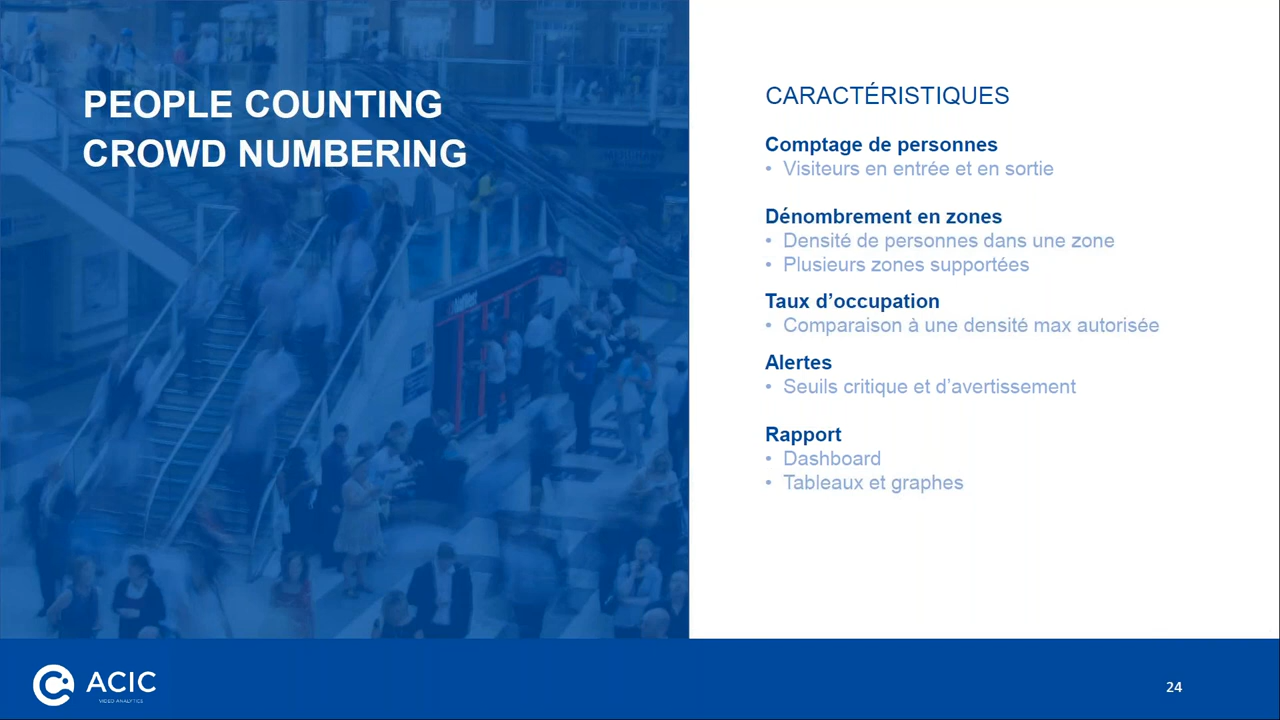 PEOPLE COUNTING
CROWD NUMBERING
CARACTÉRISTIQUES
Comptage de personnes
• Visiteurs en entrée et en sortie
Dénombrement en zones
• Densité de personnes dans une zone
• Plusieurs zones supportées
Taux d’occupation
• Comparaison à une densité max autorisée
Alertes
• Seuils critique et d’avertissement
Rapport
• Dashboard
• Tableaux et graphes
ACIC
VIDEO ANALYTICS
24